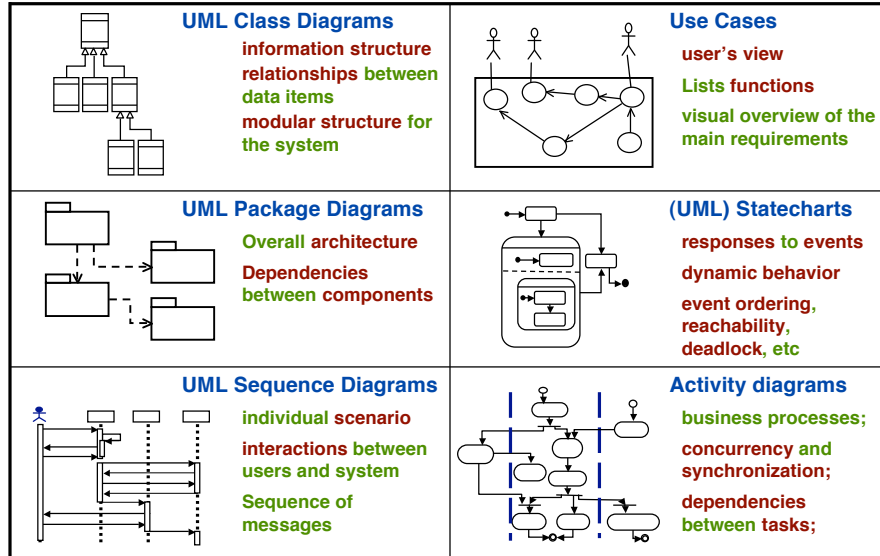 UML Class Diagrams
information structure
relationships between
data items
modular structure for
the system
Use Cases
user's view
Lists functions
visual overview of the
main requirements
UML Package Diagrams
Overall architecture
Dependencies
between components
(UML) Statecharts
responses to events
dynamic behavior
event ordering,
reachability,
deadlock, etc
UML Sequence Diagrams
individual scenario
interactions between
users and system
Sequence of
messages
Activity diagrams
business processes;
concurrency and
synchronization;
dependencies
between tasks;